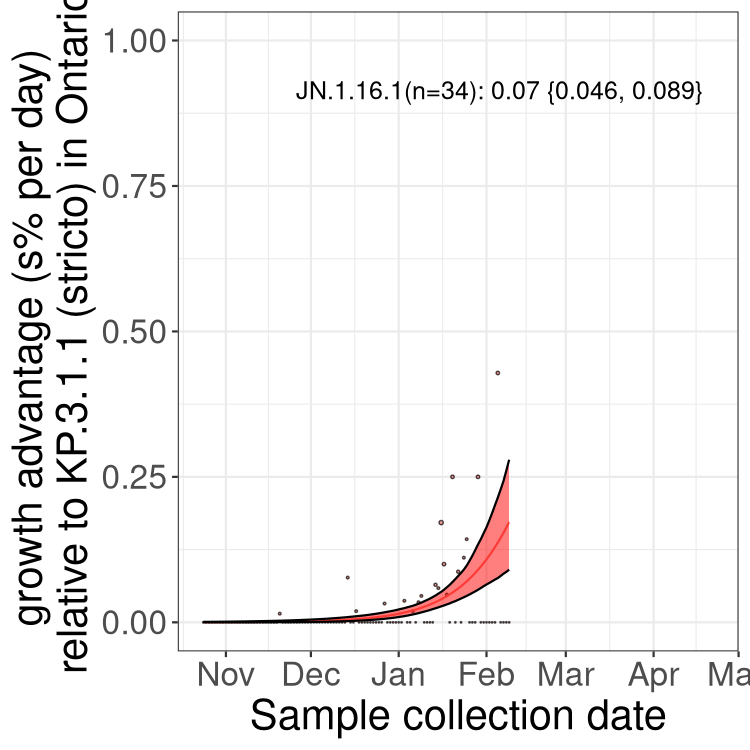 growth advantage (s% per day)
relative to KP.3.1.1 (stricto) in Ontario
1.00
0.75
0.50
0.25
0.00
JN.1.16.1(n=34): 0.07 {0.046, 0.089}
Nov Dec Jan Feb Mar Apr Ma
Sample collection date